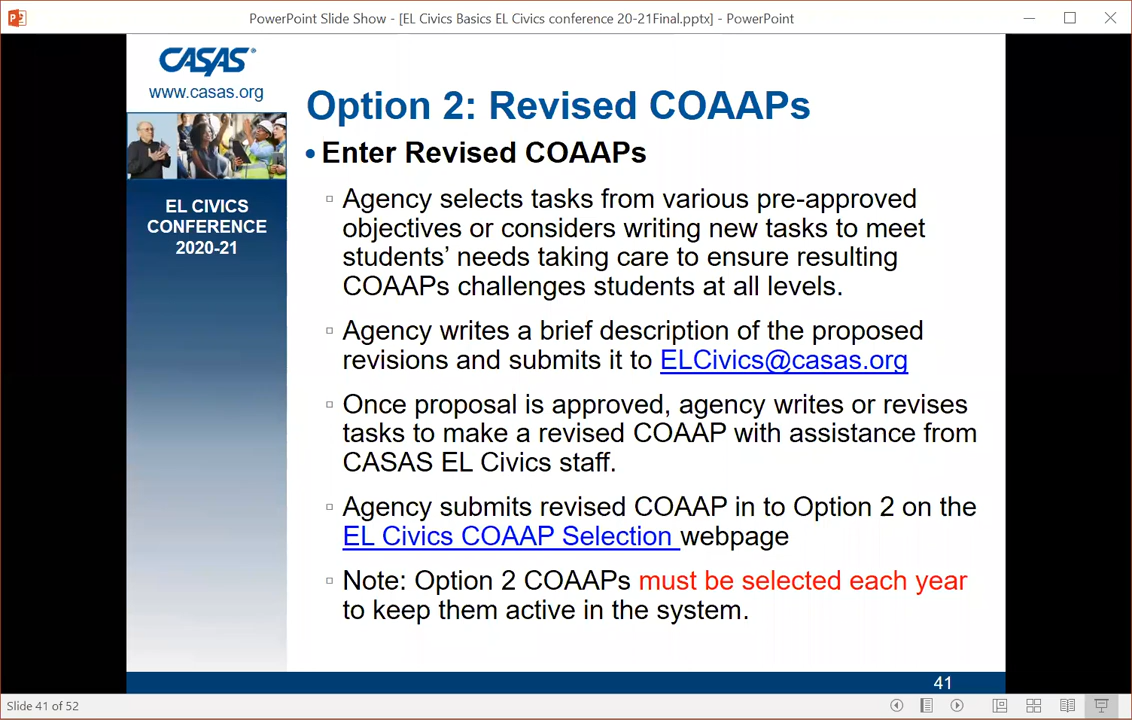 PowerPoint Slide Show - [EL Civics Basics EL Civics conference 20-21Final.pptx] - PowerPoint
CASAS®
www.casas.org
EL CIVICS
CONFERENCE
2020-21
Option 2: Revised COAAPs
• Enter Revised COAAPs
▫ Agency selects tasks from various pre-approved
objectives or considers writing new tasks to meet
students’ needs taking care to ensure resulting
COAAPs challenges students at all levels.
▫ Agency writes a brief description of the proposed
revisions and submits it to ELCivics@casas.org
▫ Once proposal is approved, agency writes or revises
tasks to make a revised COAAP with assistance from
CASAS EL Civics staff.
▫ Agency submits revised COAAP in to Option 2 on the
EL Civics COAAP Selection webpage
▫ Note: Option 2 COAAPs must be selected each year
to keep them active in the system.
41
Slide 41 of 52